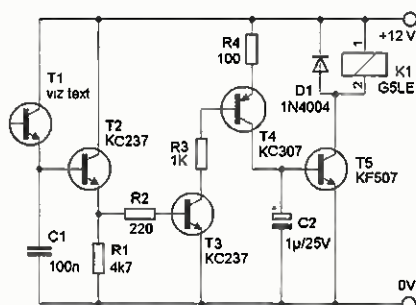 R4
100
+12 V
1
2
D1
1N4004
K1
G5LE
T1
viz text
T2
KC237
R3
1K
T4
KC307
T5
KF507
R2
220
T3
KC237
C1
100n
R1
4k7
C2
1µ/25V
0V